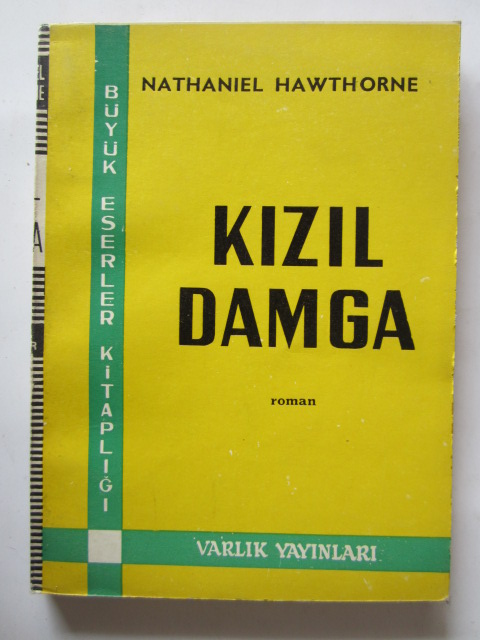 NATHANIEL HAWTHORNE
BÜYÜK ESERLER KİTAPLIĞI
KIZIL
DAMGA
roman
VARLIK YAYINLARI